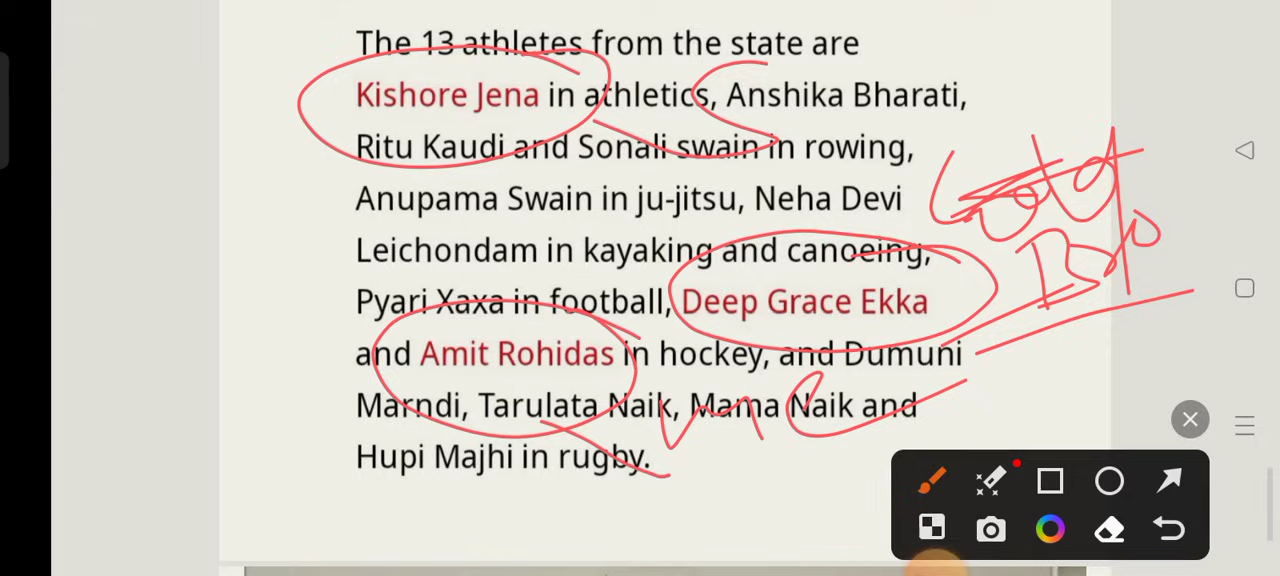 The 13 athletes from the state are
Kishore Jena in athletics, Anshika Bharati,
Ritu Kaudi and Sonali swain in rowing,
Anupama Swain in ju-jitsu, Neha Devi
Leichondam in kayaking and canoeing,
Pyari Xaxa in football, Deep Grace Ekka
and Amit Rohidas in hockey, and Dumuni
Marndi, Tarulata Naik, Mama Naik and
Hupi Majhi in rugby.